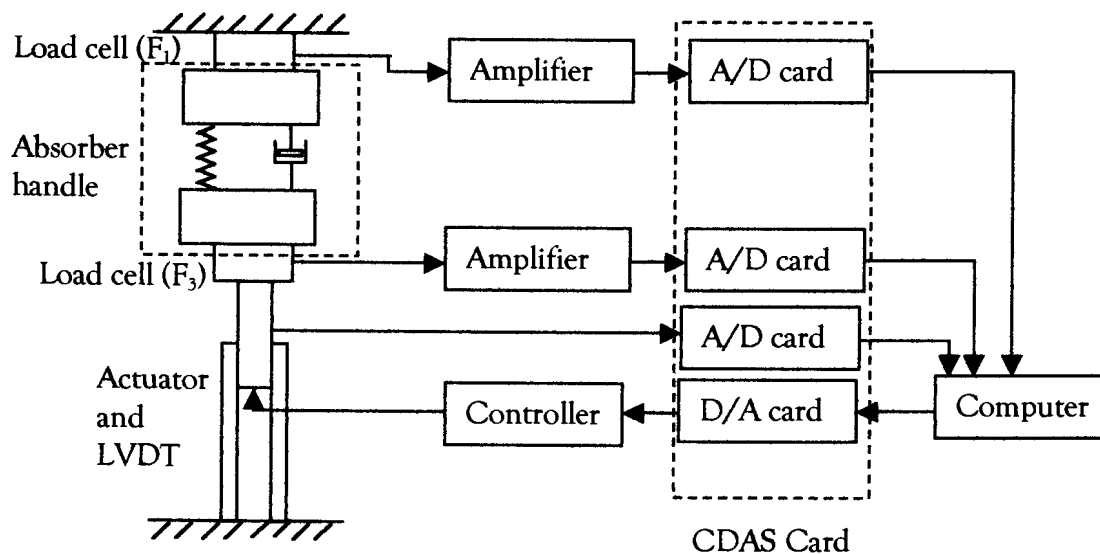 Load cell (F₁)
Amplifier
A/D card
Absorber
handle
Load cell (F₃)
Amplifier
A/D card
A/D card
Actuator
and
LVDT
Controller
D/A card
Computer
CDAS Card